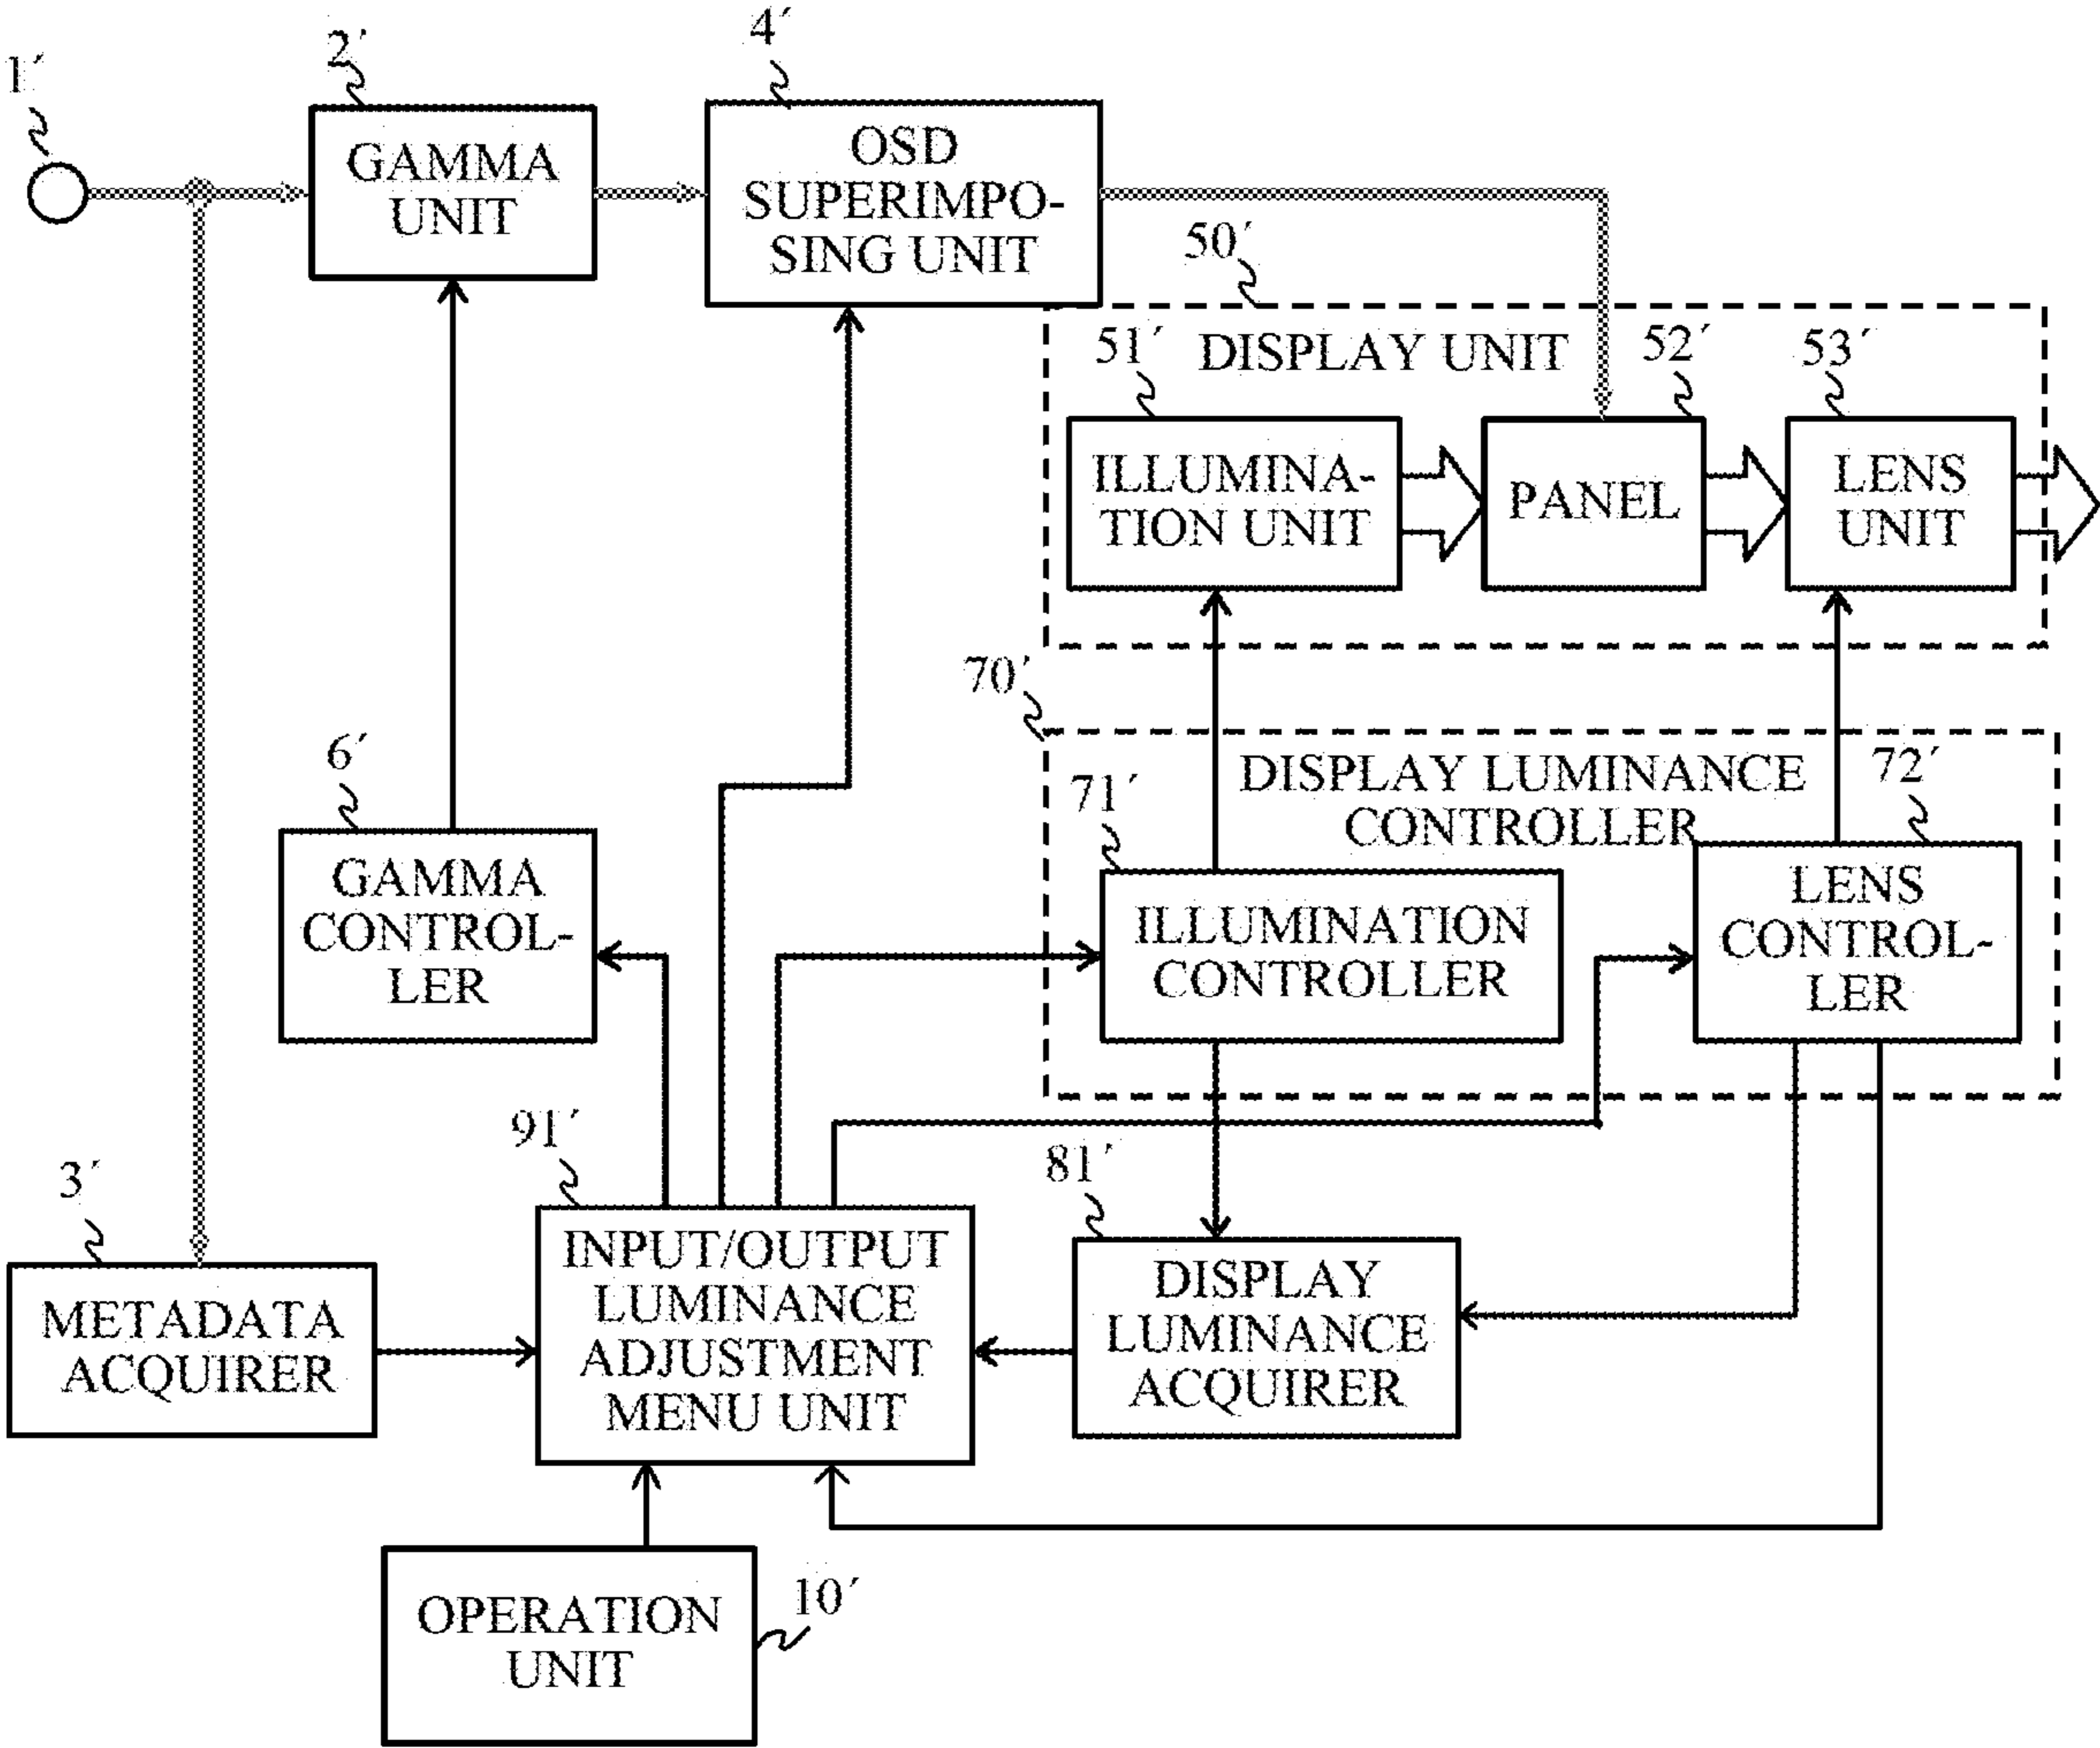 1´
2´
4´
GAMMA
UNIT
OSD
SUPERIMPO-
SING UNIT
50´
DISPLAY UNIT
51´
52´
53´
ILLUMINA-
TION UNIT
PANEL
LENS
UNIT
70´
DISPLAY LUMINANCE
CONTROLLER
71´
72´
6´
GAMMA
CONTROL-
LER
ILLUMINATION
CONTROLLER
LENS
CONTROL-
LER
91´
81´
3´
METADATA
ACQUIRER
INPUT/OUTPUT
LUMINANCE
ADJUSTMENT
MENU UNIT
DISPLAY
LUMINANCE
ACQUIRER
OPERATION
UNIT
10´